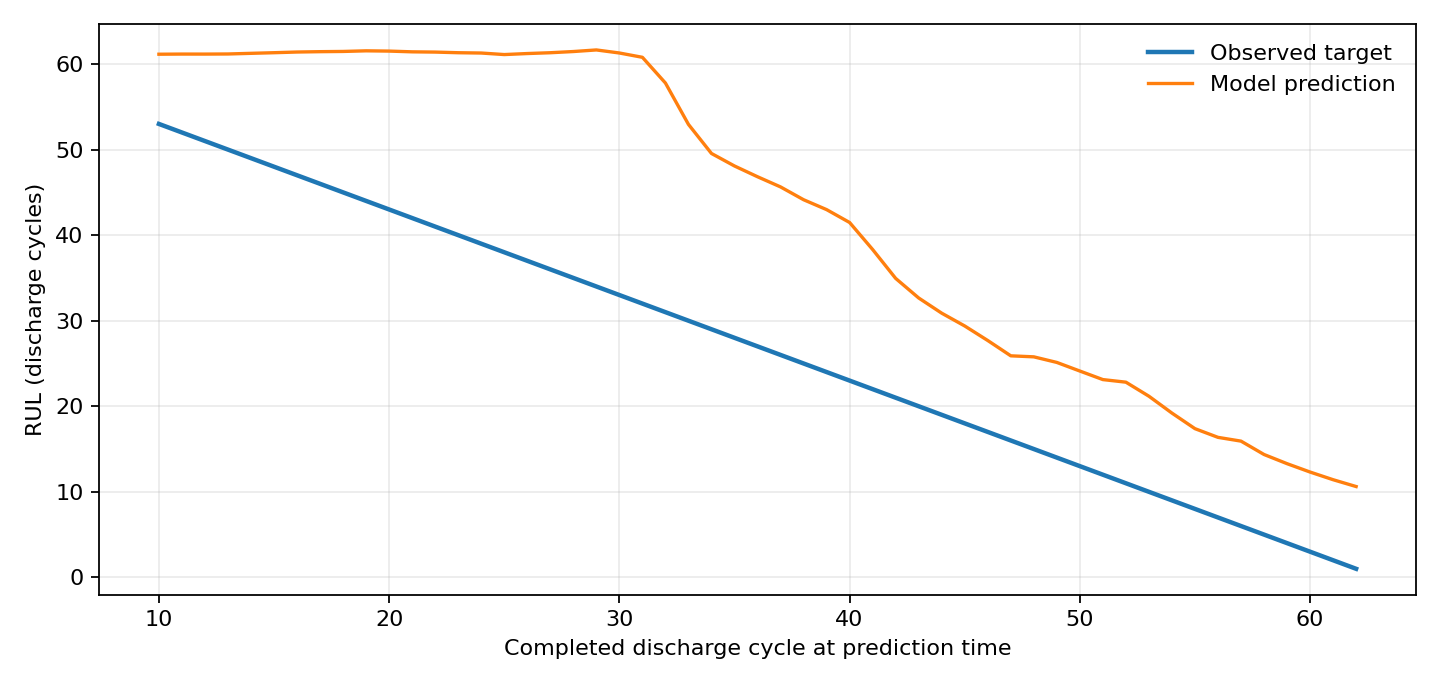 Observed target
Model prediction
60
50
40
30
20
10
0
RUL (discharge cycles)
10 20 30 40 50 60
Completed discharge cycle at prediction time